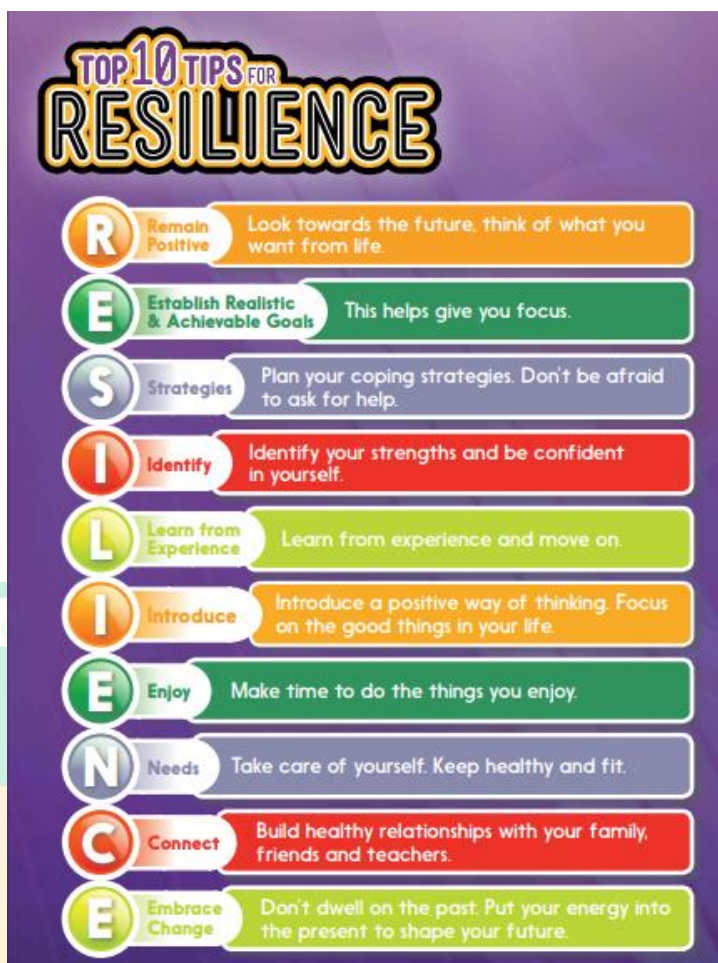 TOP 10 TIPS FOR
RESILIENCE
R
Remain
Positive
Look towards the future, think of what you
want from life.
E
Establish Realistic
& Achievable Goals
This helps give you focus.
S
Strategies
Plan your coping strategies. Don't be afraid
to ask for help.
I
Identify
Identify your strengths and be confident
in yourself.
L
Learn from
Experience
Learn from experience and move on.
I
Introduce
Introduce a positive way of thinking. Focus
on the good things in your life.
E
Enjoy
Make time to do the things you enjoy.
N
Needs
Take care of yourself. Keep healthy and fit.
C
Connect
Build healthy relationships with your family,
friends and teachers.
E
Embrace
Change
Don't dwell on the past. Put your energy into
the present to shape your future.